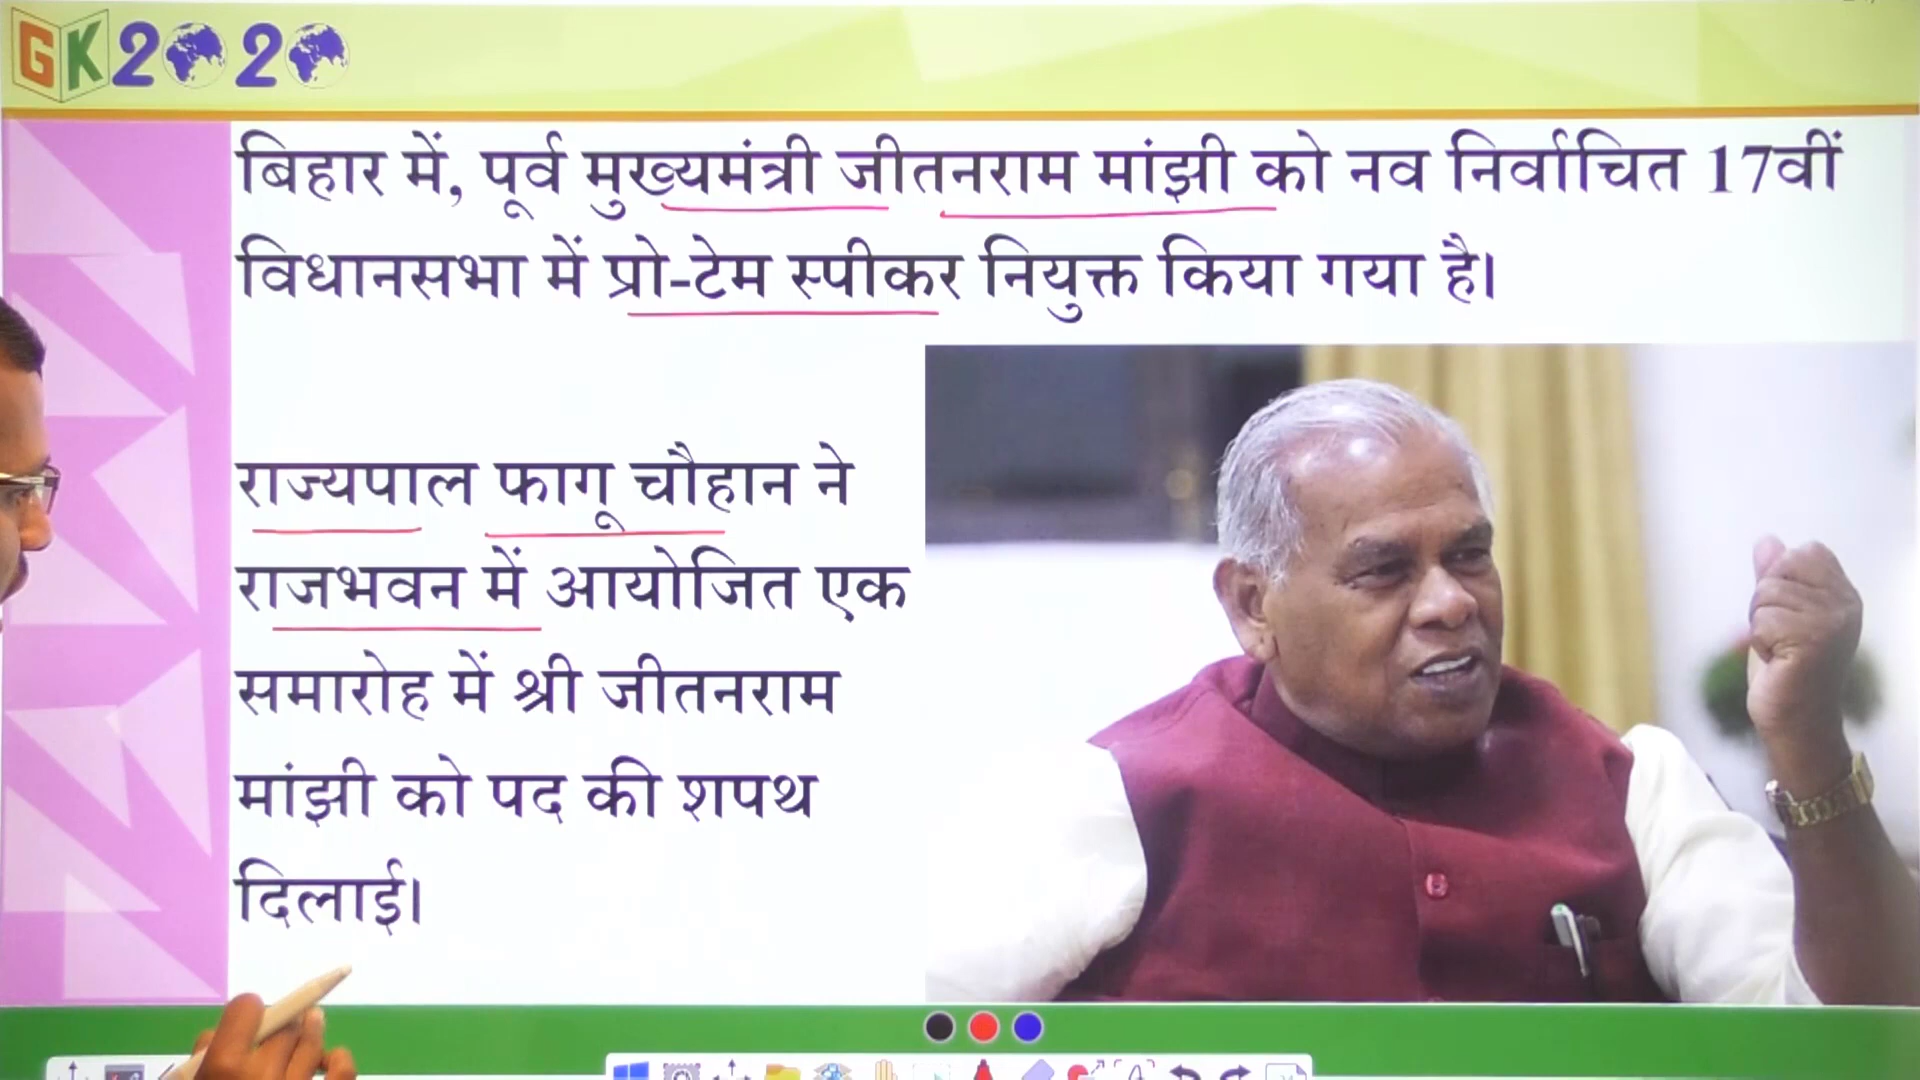 GK2020
बिहार में, पूर्व मुख्यमंत्री जीतनराम मांझी को नव निर्वाचित 17वीं
विधानसभा में प्रो-टेम स्पीकर नियुक्त किया गया है।
राज्यपाल फागू चौहान ने
राजभवन में आयोजित एक
समारोह में श्री जीतनराम
मांझी को पद की शपथ
दिलाई।